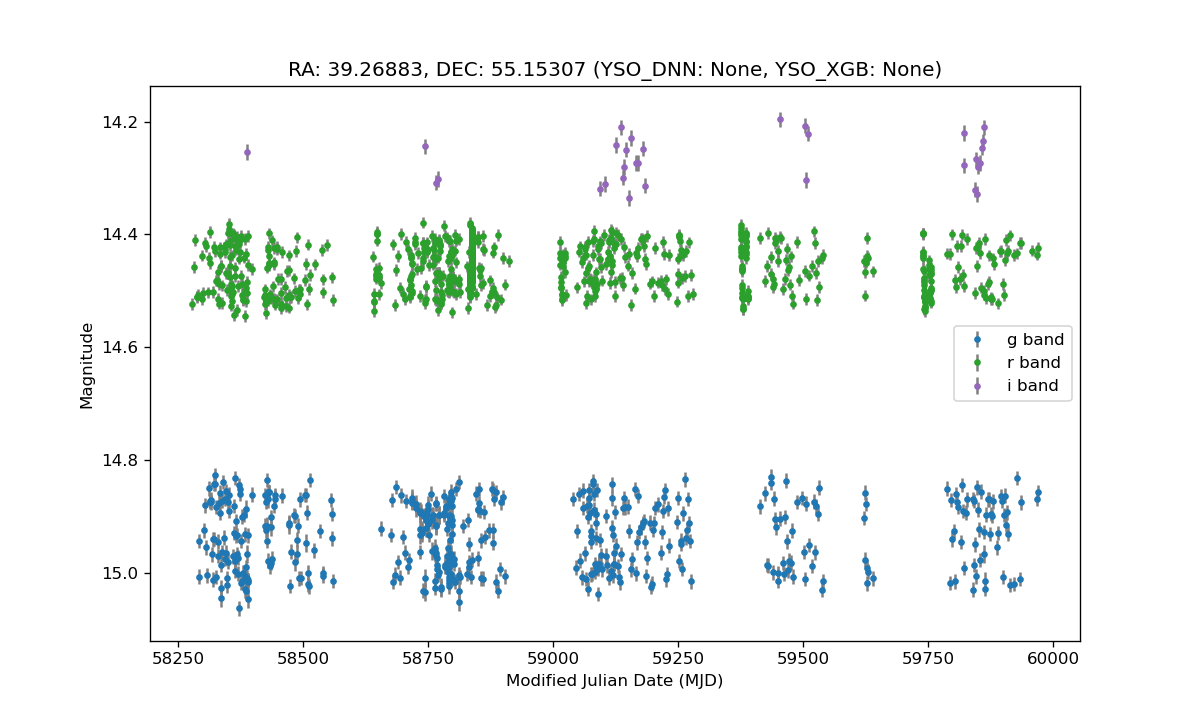 RA: 39.26883, DEC: 55.15307 (YSO_DNN: None, YSO_XGB: None)
14.2
14.4
14.6
14.8
15.0
Magnitude
g band
r band
i band
58250 58500 58750 59000 59250 59500 59750 60000
Modified Julian Date (MJD)